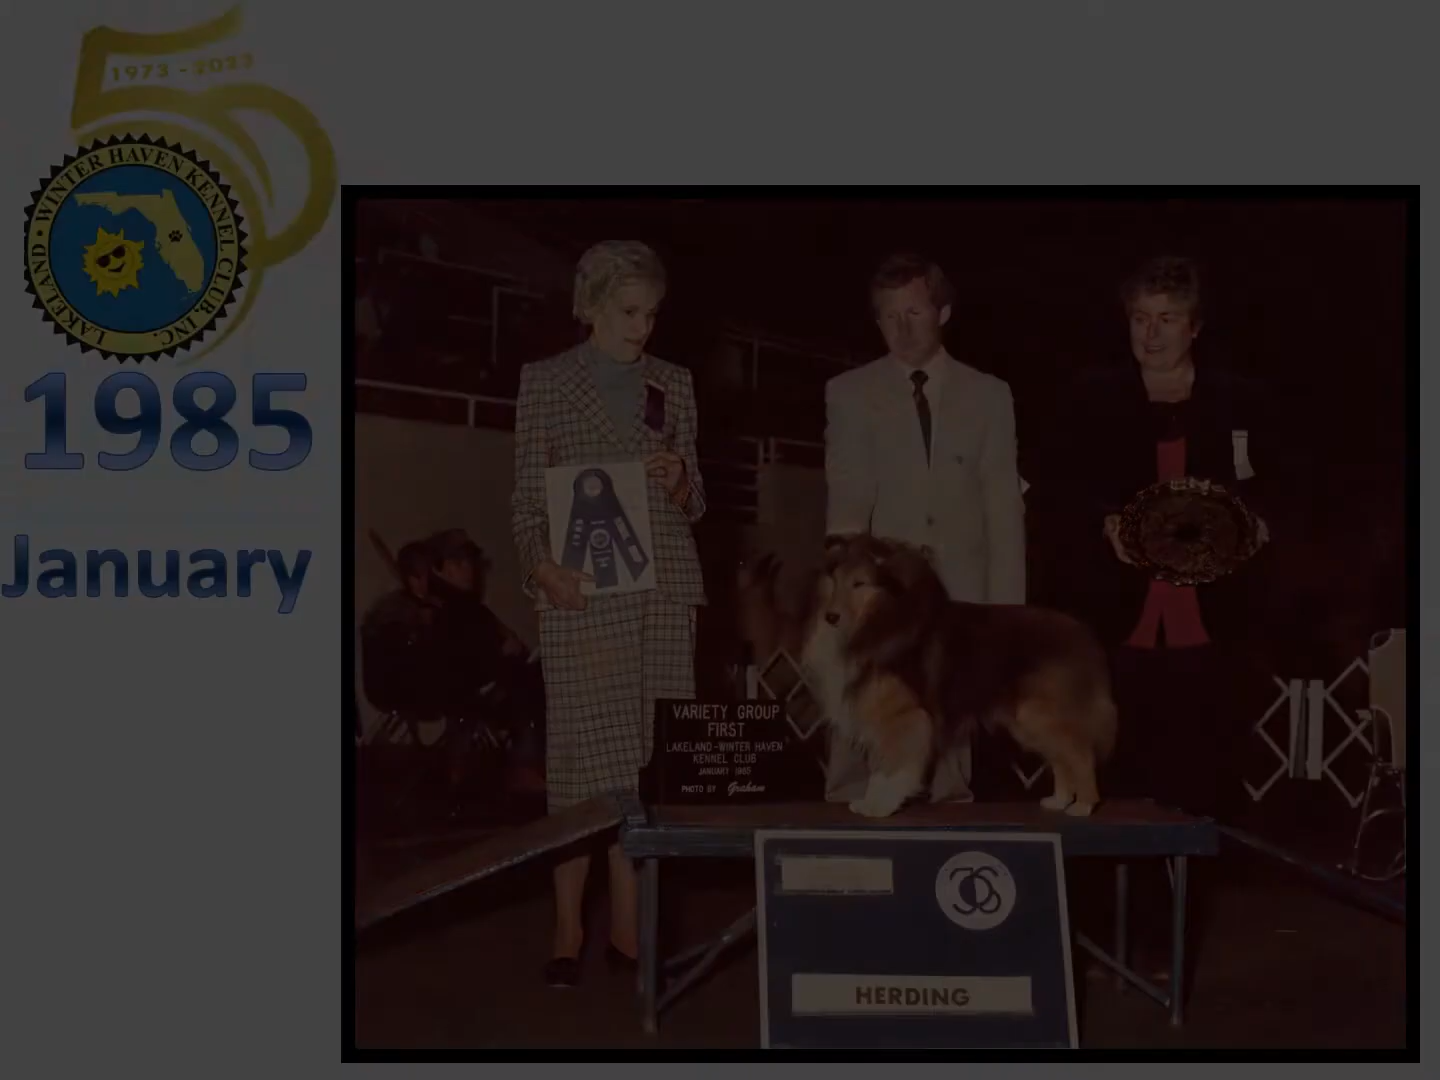 50
1973 - 2023
LAKELAND · WINTER HAVEN KENNEL CLUB, INC.
1985
January
VARIETY GROUP
FIRST
LAKELAND-WINTER HAVEN
KENNEL CLUB
JANUARY 1985
PHOTO BY Graham
HERDING